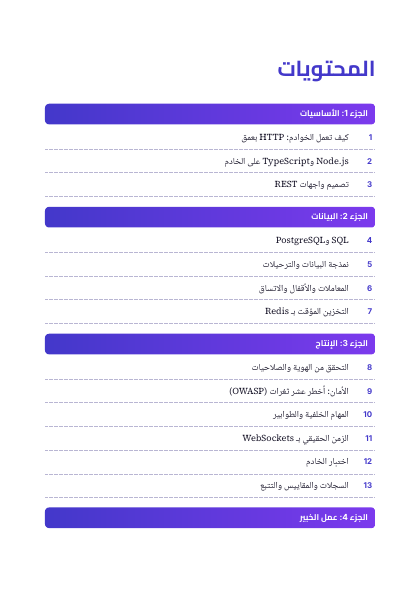 المحتويات
الجزء 1: الأساسيات
1 كيف تعمل الخوادم: HTTP بعمق
2 Node.js وTypeScript على الخادم
3 تصميم واجهات REST
الجزء 2: البيانات
4 SQL وPostgreSQL
5 نمذجة البيانات والترحيلات
6 المعاملات والأقفال والاتساق
7 التخزين المؤقت بـ Redis
الجزء 3: الإنتاج
8 التحقق من الهوية والصلاحيات
9 الأمان: أخطر عشر ثغرات (OWASP)
10 المهام الخلفية والطوابير
11 الزمن الحقيقي بـ WebSockets
12 اختبار الخادم
13 السجلات والمقاييس والتتبع
الجزء 4: عمل الخبير